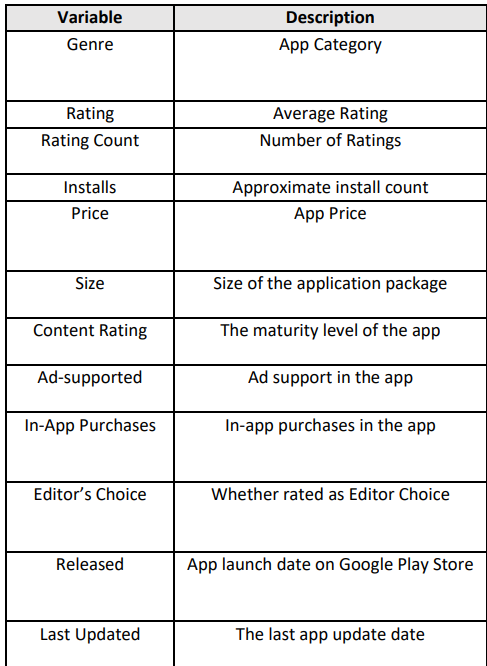 Variable Description
Genre App Category
Rating Average Rating
Rating Count Number of Ratings
Installs Approximate install count
Price App Price
Size Size of the application package
Content Rating The maturity level of the app
Ad-supported Ad support in the app
In-App Purchases In-app purchases in the app
Editor’s Choice Whether rated as Editor Choice
Released App launch date on Google Play Store
Last Updated The last app update date